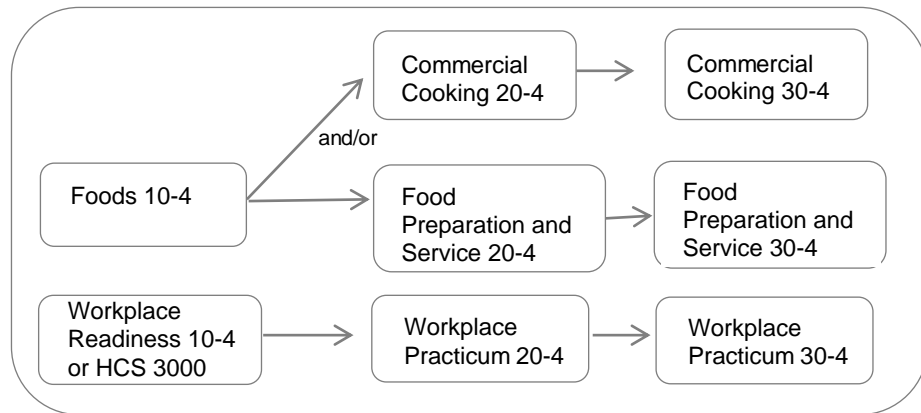 Commercial
Cooking 20-4
Commercial
Cooking 30-4
and/or
Foods 10-4
Food
Preparation and
Service 20-4
Food
Preparation and
Service 30-4
Workplace
Readiness 10-4
or HCS 3000
Workplace
Practicum 20-4
Workplace
Practicum 30-4